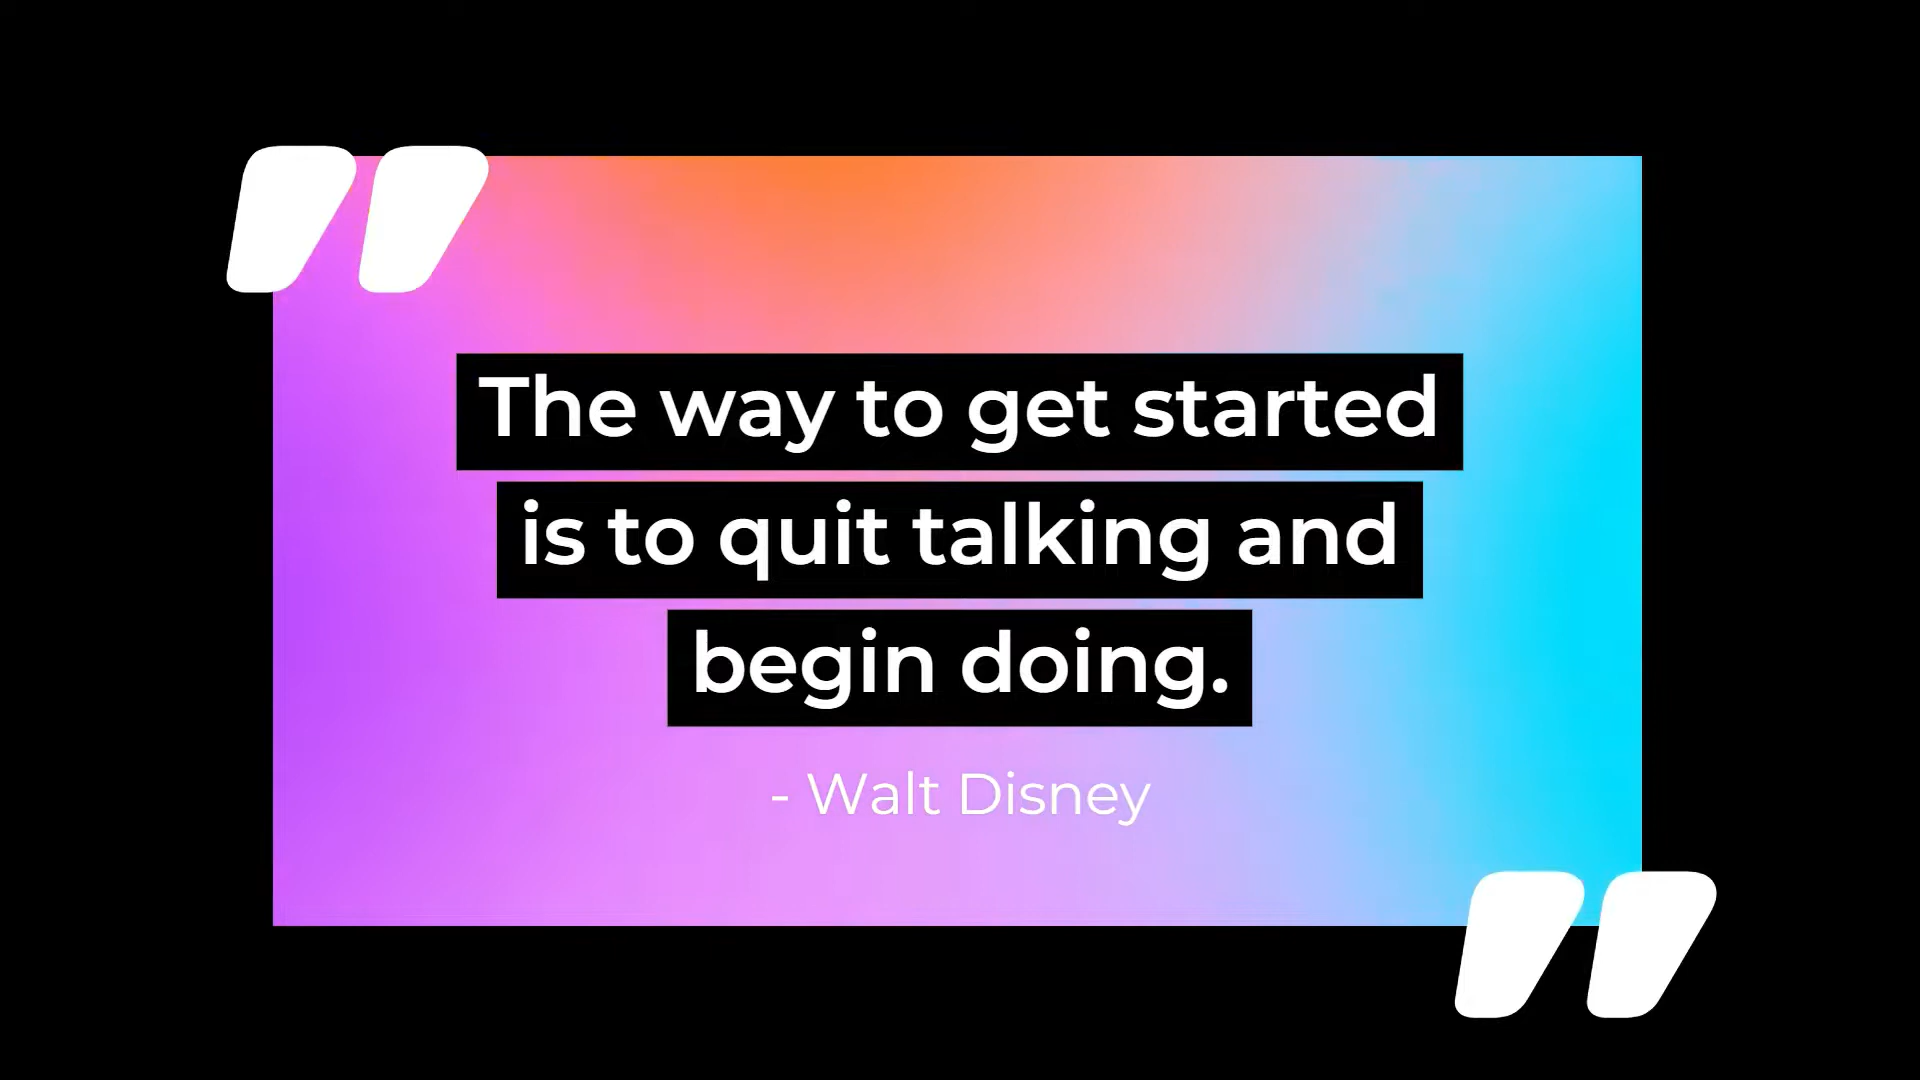 "
The way to get started
is to quit talking and
begin doing.
- Walt Disney
"